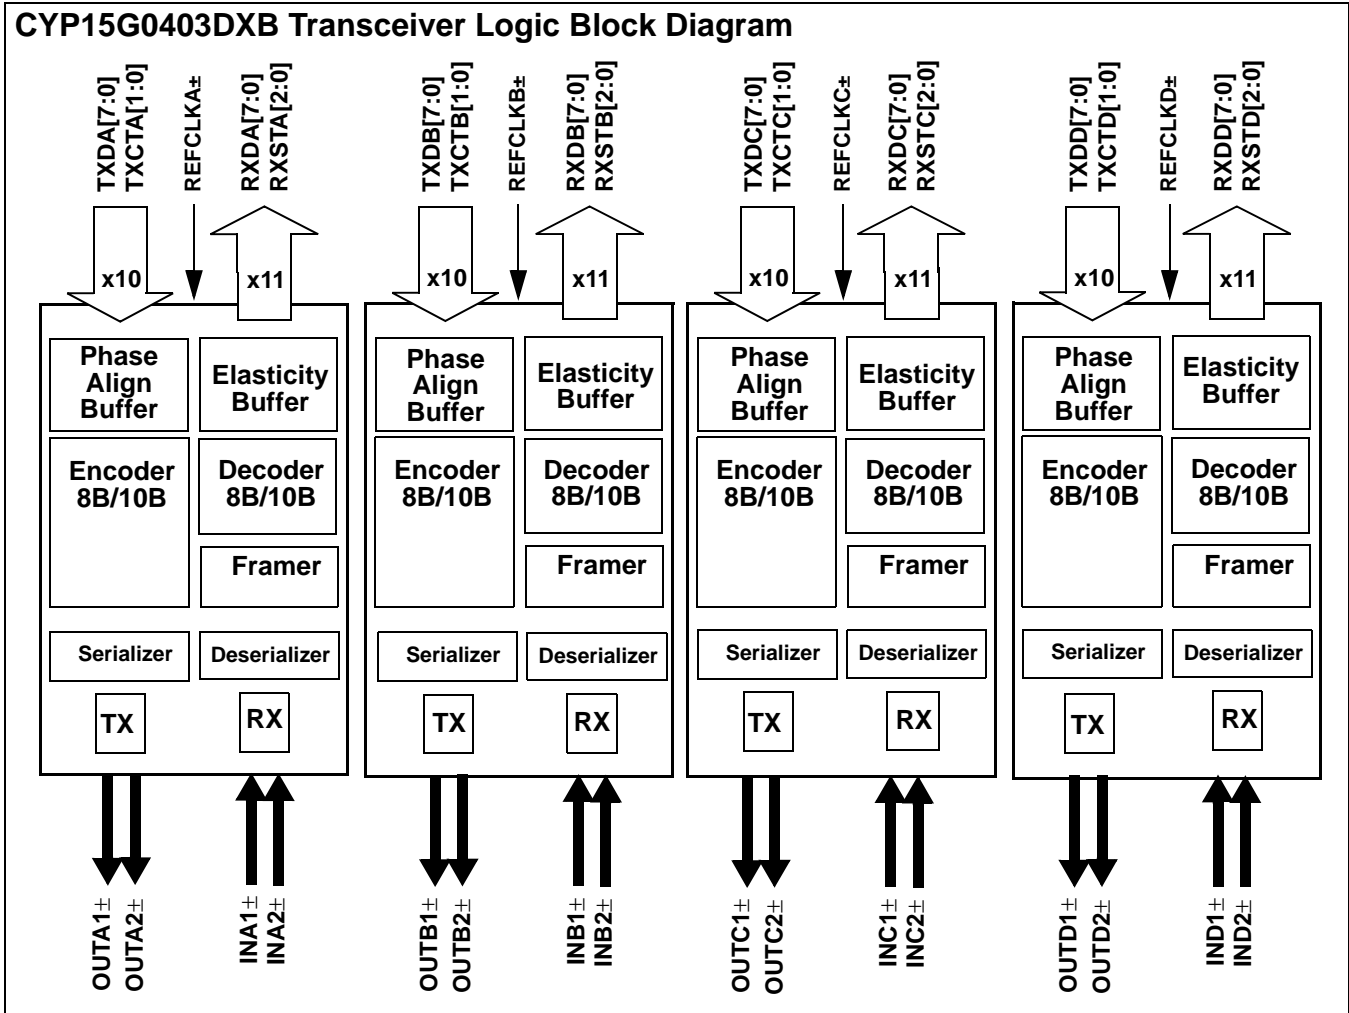 CYP15G0403DXB Transceiver Logic Block Diagram
TXDA[7:0]
TXCTA[1:0]
REFCLKA±
RXDA[7:0]
RXSTA[2:0]
TXDB[7:0]
TXCTB[1:0]
REFCLKB±
RXDB[7:0]
RXSTB[2:0]
TXDC[7:0]
TXCTC[1:0]
REFCLKC±
RXDC[7:0]
RXSTC[2:0]
TXDD[7:0]
TXCTD[1:0]
REFCLKD±
RXDD[7:0]
RXSTD[2:0]
x10
x11
x10
x11
x10
x11
x10
x11
Phase
Align
Buffer
Elasticity
Buffer
Phase
Align
Buffer
Elasticity
Buffer
Phase
Align
Buffer
Elasticity
Buffer
Phase
Align
Buffer
Elasticity
Buffer
Encoder
8B/10B
Decoder
8B/10B
Encoder
8B/10B
Decoder
8B/10B
Encoder
8B/10B
Decoder
8B/10B
Encoder
8B/10B
Decoder
8B/10B
Framer
Framer
Framer
Framer
Serializer
Deserializer
Serializer
Deserializer
Serializer
Deserializer
Serializer
Deserializer
TX
RX
TX
RX
TX
RX
TX
RX
OUTA1±
OUTA2±
INA1±
INA2±
OUTB1±
OUTB2±
INB1±
INB2±
OUTC1±
OUTC2±
INC1±
INC2±
OUTD1±
OUTD2±
IND1±
IND2±